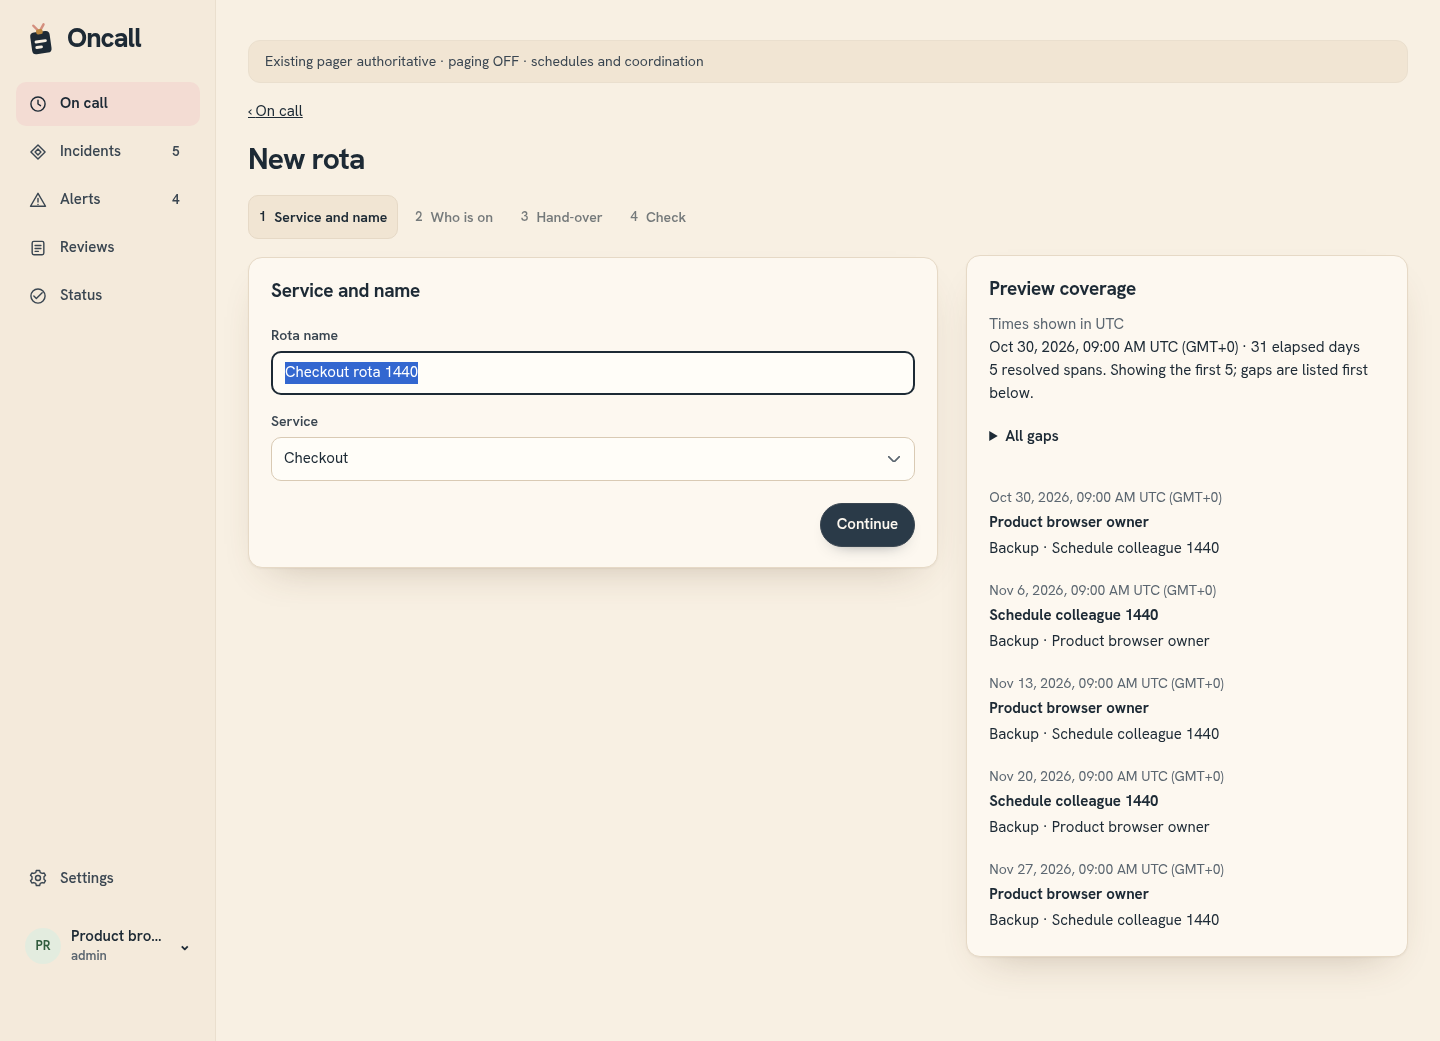 Oncall
On call
Incidents 5
Alerts 4
Reviews
Status
Settings
PR
Product bro...
admin
Existing pager authoritative · paging OFF · schedules and coordination
‹ On call
New rota
1 Service and name 2 Who is on 3 Hand-over 4 Check
Service and name
Rota name
Checkout rota 1440
Service
Checkout
Continue
Preview coverage
Times shown in UTC
Oct 30, 2026, 09:00 AM UTC (GMT+0) · 31 elapsed days
5 resolved spans. Showing the first 5; gaps are listed first
below.
All gaps
Oct 30, 2026, 09:00 AM UTC (GMT+0)
Product browser owner
Backup · Schedule colleague 1440
Nov 6, 2026, 09:00 AM UTC (GMT+0)
Schedule colleague 1440
Backup · Product browser owner
Nov 13, 2026, 09:00 AM UTC (GMT+0)
Product browser owner
Backup · Schedule colleague 1440
Nov 20, 2026, 09:00 AM UTC (GMT+0)
Schedule colleague 1440
Backup · Product browser owner
Nov 27, 2026, 09:00 AM UTC (GMT+0)
Product browser owner
Backup · Schedule colleague 1440